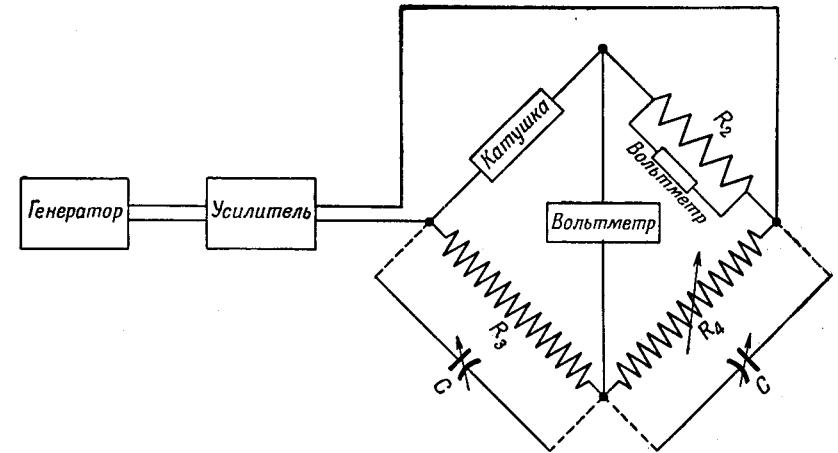 Генератор
Усилитель
Катушка
R₂
Вольтметр
Вольтметр
R₃
R₄
C
C